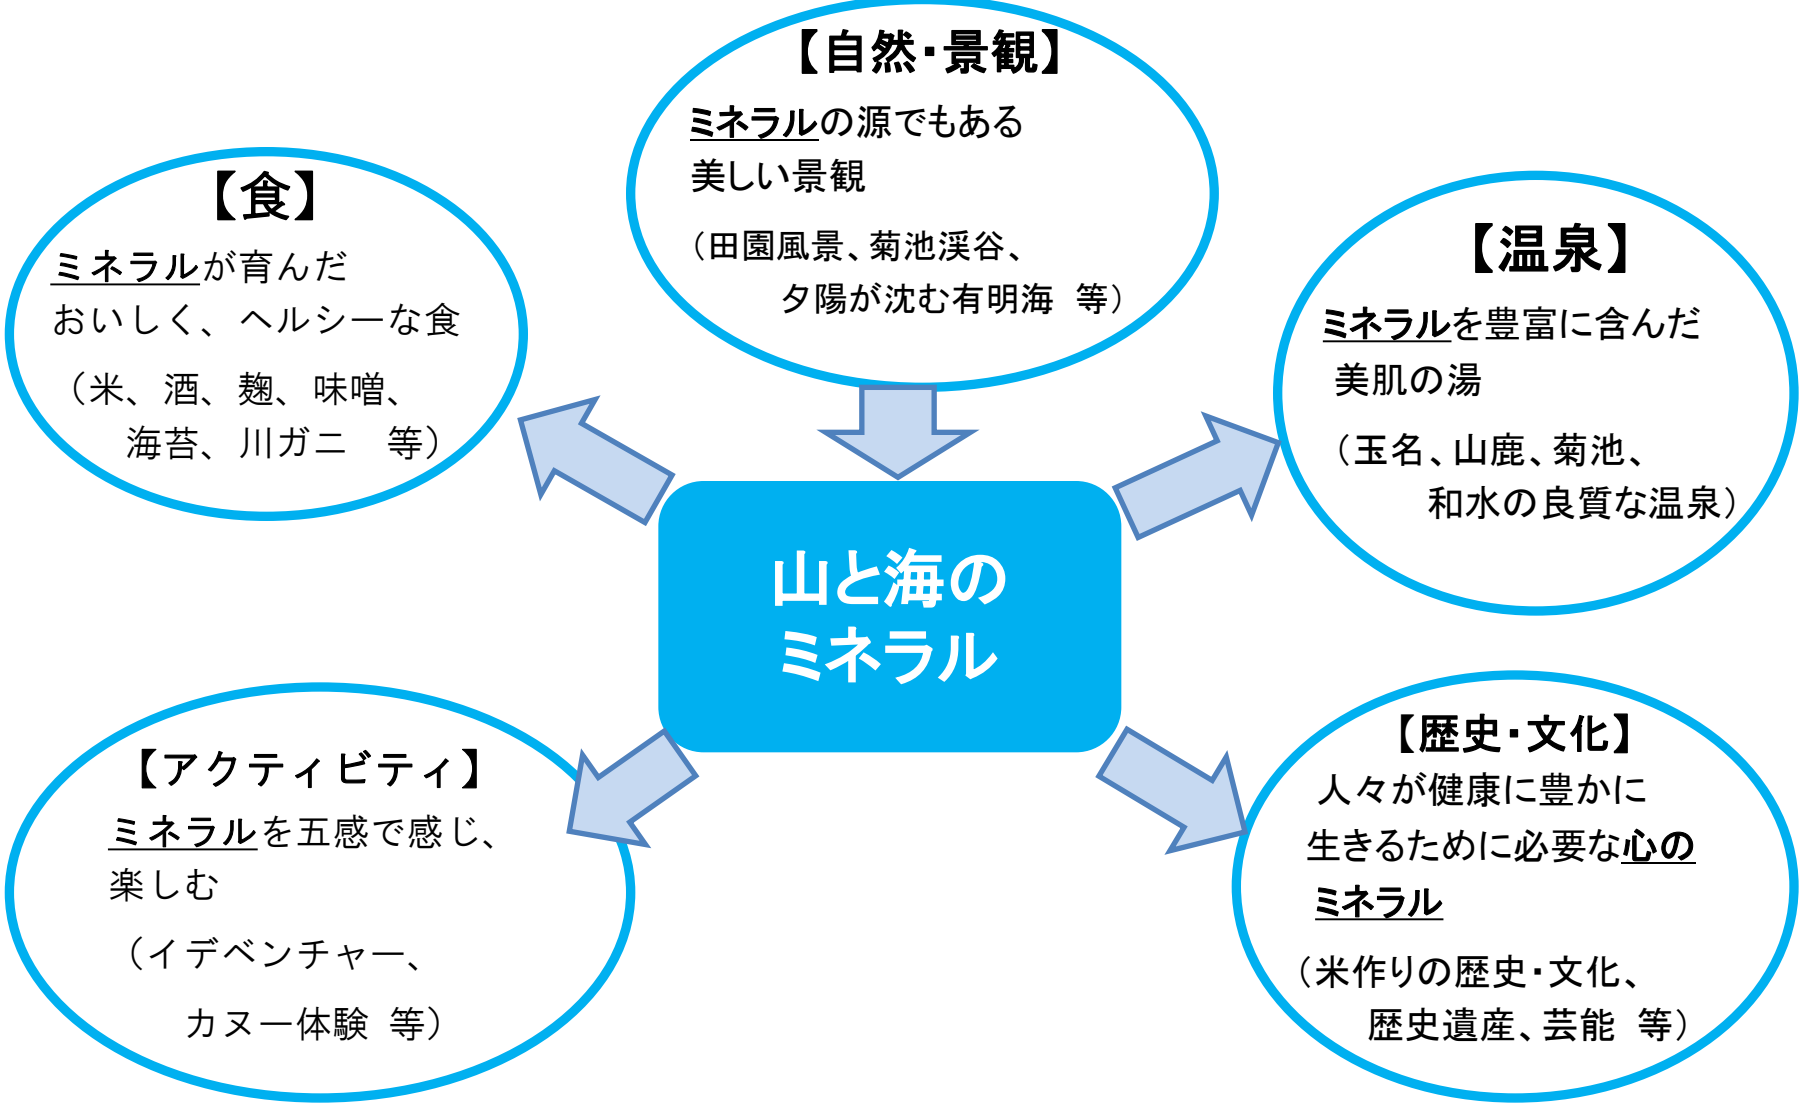 【自然・景観】
ミネラルの源でもある
美しい景観
（田園風景、菊池渓谷、
夕陽が沈む有明海 等）
【食】
ミネラルが育んだ
おいしく、ヘルシーな食
（米、酒、麹、味噌、
海苔、川ガニ 等）
【温泉】
ミネラルを豊富に含んだ
美肌の湯
（玉名、山鹿、菊池、
和水の良質な温泉）
山と海の
ミネラル
【アクティビティ】
ミネラルを五感で感じ、
楽しむ
（イデベンチャー、
カヌー体験 等）
【歴史・文化】
人々が健康に豊かに
生きるために必要な心の
ミネラル
（米作りの歴史・文化、
歴史遺産、芸能 等）